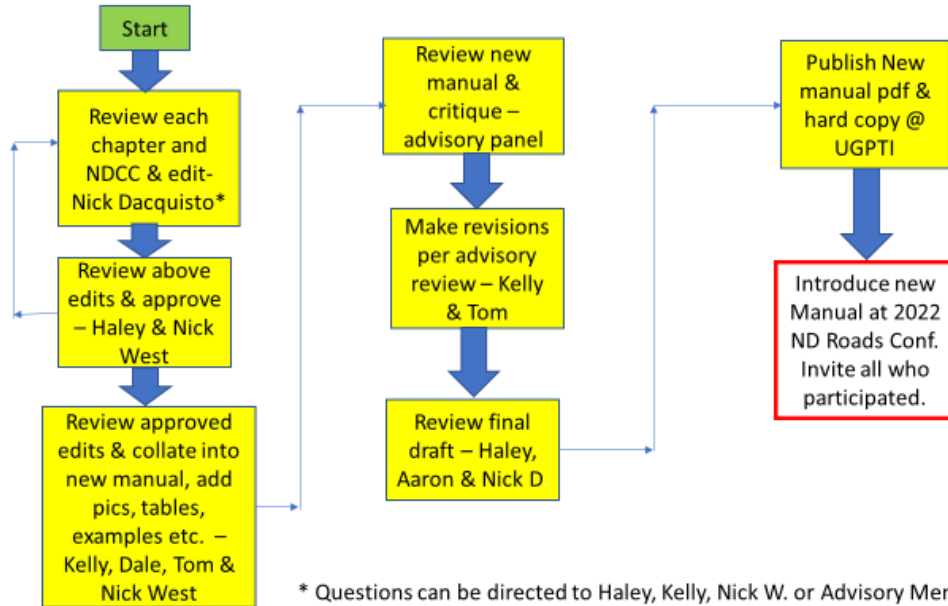 Start
Review each
chapter and
NDCC & edit-
Nick Dacquisto*
Review above
edits & approve
– Haley & Nick
West
Review approved
edits & collate into
new manual, add
pics, tables,
examples etc. –
Kelly, Dale, Tom &
Nick West
Review new
manual &
critique –
advisory panel
Make revisions
per advisory
review – Kelly
& Tom
Review final
draft – Haley,
Aaron & Nick D
Publish New
manual pdf &
hard copy @
UGPTI
Introduce new
Manual at 2022
ND Roads Conf.
Invite all who
participated.
* Questions can be directed to Haley, Kelly, Nick W. or Advisory